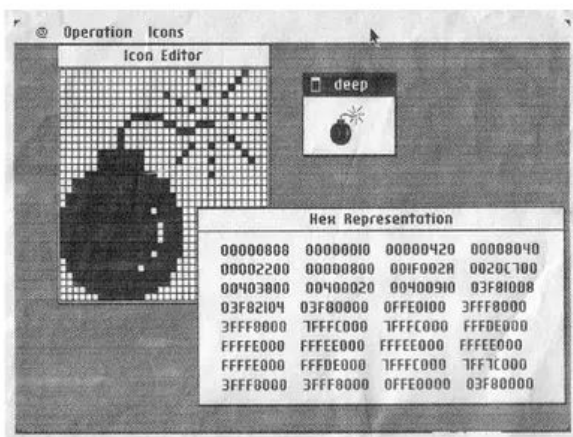 @ Operation Icons
Icon Editor
deep
Hex Representation
00000808 00000010 00000420 00008040
00002200 00000800 001F002A 0020C700
00403800 00400020 00400910 03F81008
03F82104 03F80000 0FFE0100 3FFF8000
3FFF8000 7FFFC000 7FFFC000 FFFDE000
FFFFE000 FFFEE000 FFFEE000 FFFEE000
FFFFE000 FFFDE000 7FFFC000 7FF7C000
3FFF8000 3FFF8000 0FFE0000 03F80000